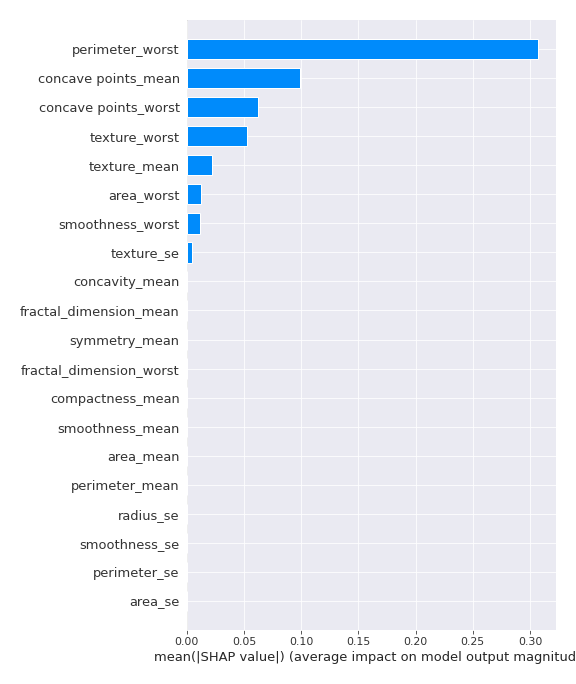 perimeter_worst
concave points_mean
concave points_worst
texture_worst
texture_mean
area_worst
smoothness_worst
texture_se
concavity_mean
fractal_dimension_mean
symmetry_mean
fractal_dimension_worst
compactness_mean
smoothness_mean
area_mean
perimeter_mean
radius_se
smoothness_se
perimeter_se
area_se
0.00 0.05 0.10 0.15 0.20 0.25 0.30
mean(|SHAP value|) (average impact on model output magnitud